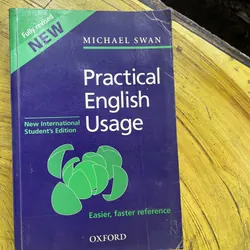 Fully revised
NEW
MICHAEL SWAN
Practical
English
Usage
New International
Student's Edition
Easier, faster reference
OXFORD